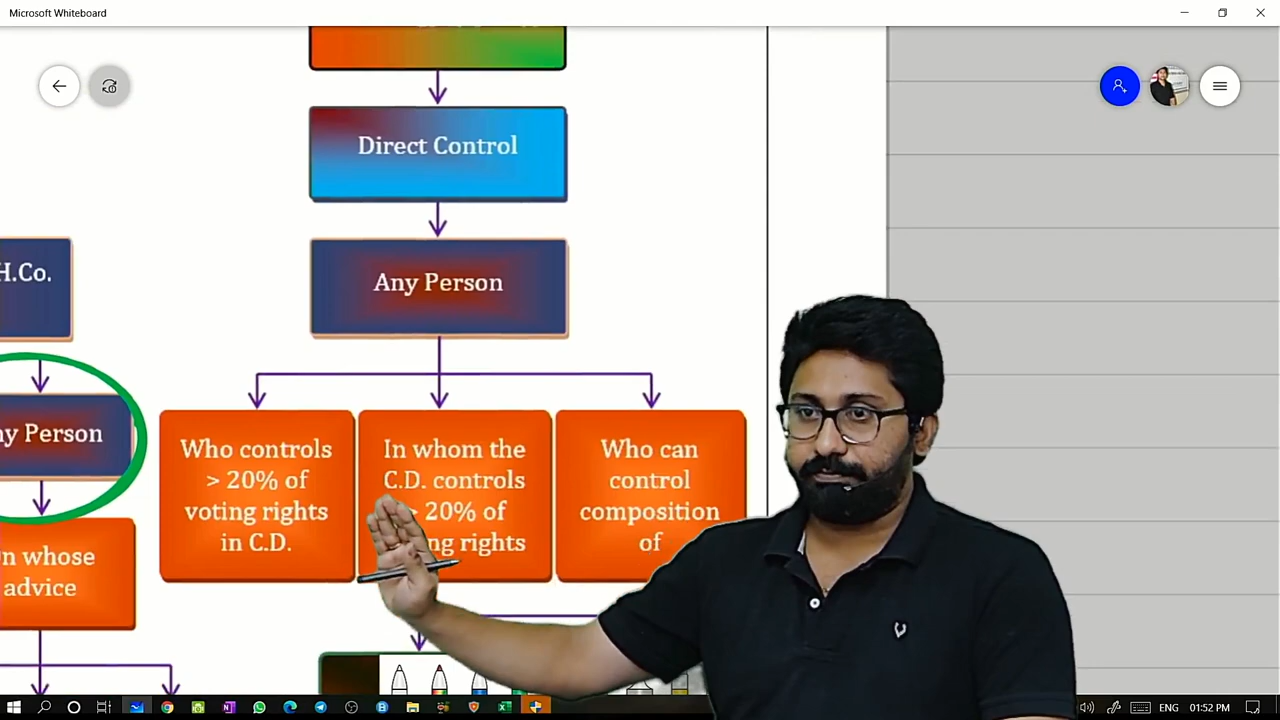 Microsoft Whiteboard
Direct Control
H.Co.
Any Person
ny Person
Who controls
> 20% of
voting rights
in C.D.
In whom the
C.D. controls
20% of
ng rights
Who can
control
composition
of
n whose
advice
ENG
01:52 PM